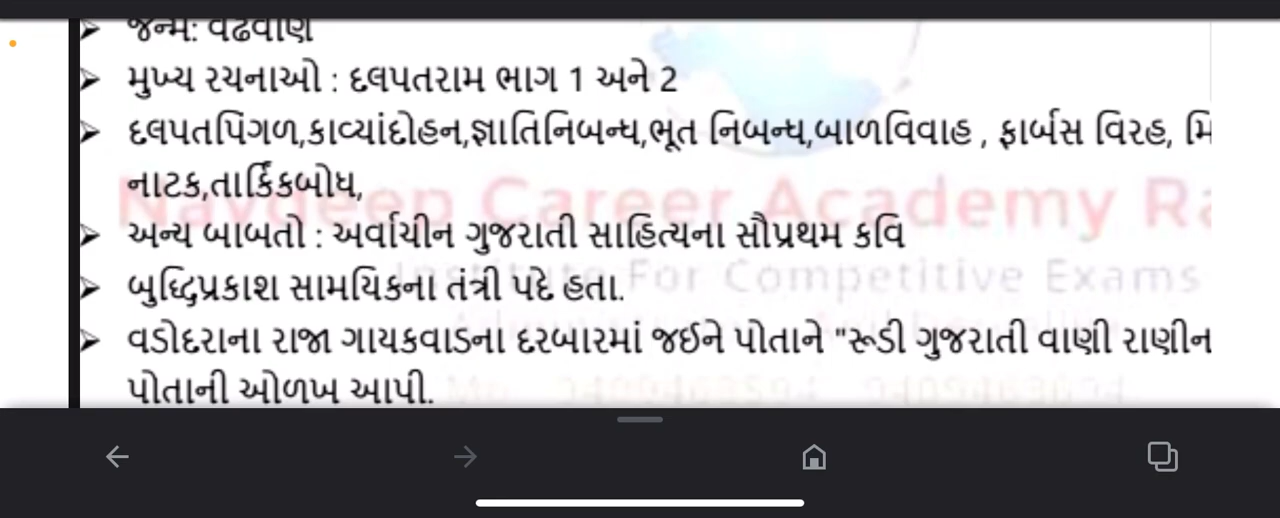 ➢ જન્મ: વઢવાણ
➢ મુખ્ય રચનાઓ : દલપતરામ ભાગ 1 અને 2
➢ દલપતપિંગળ,કાવ્યાંદોહન,જ્ઞાતિનિબન્ધ,ભૂત નિબન્ધ,બાળવિવાહ , ફાર્બસ વિરહ,
નાટક,તાર્કિકબોધ,
Navdeep Career Academy
➢ અન્ય બાબતો : અર્વાચીન ગુજરાતી સાહિત્યના સૌપ્રથમ કવિ
Institute For Competitive Exams
➢ બુદ્ધિપ્રકાશ સામયિકના તંત્રી પદે હતા.
➢ વડોદરાના રાજા ગાયકવાડના દરબારમાં જઈને પોતાને "રૂડી ગુજરાતી વાણી
પોતાની ઓળખ આપી.